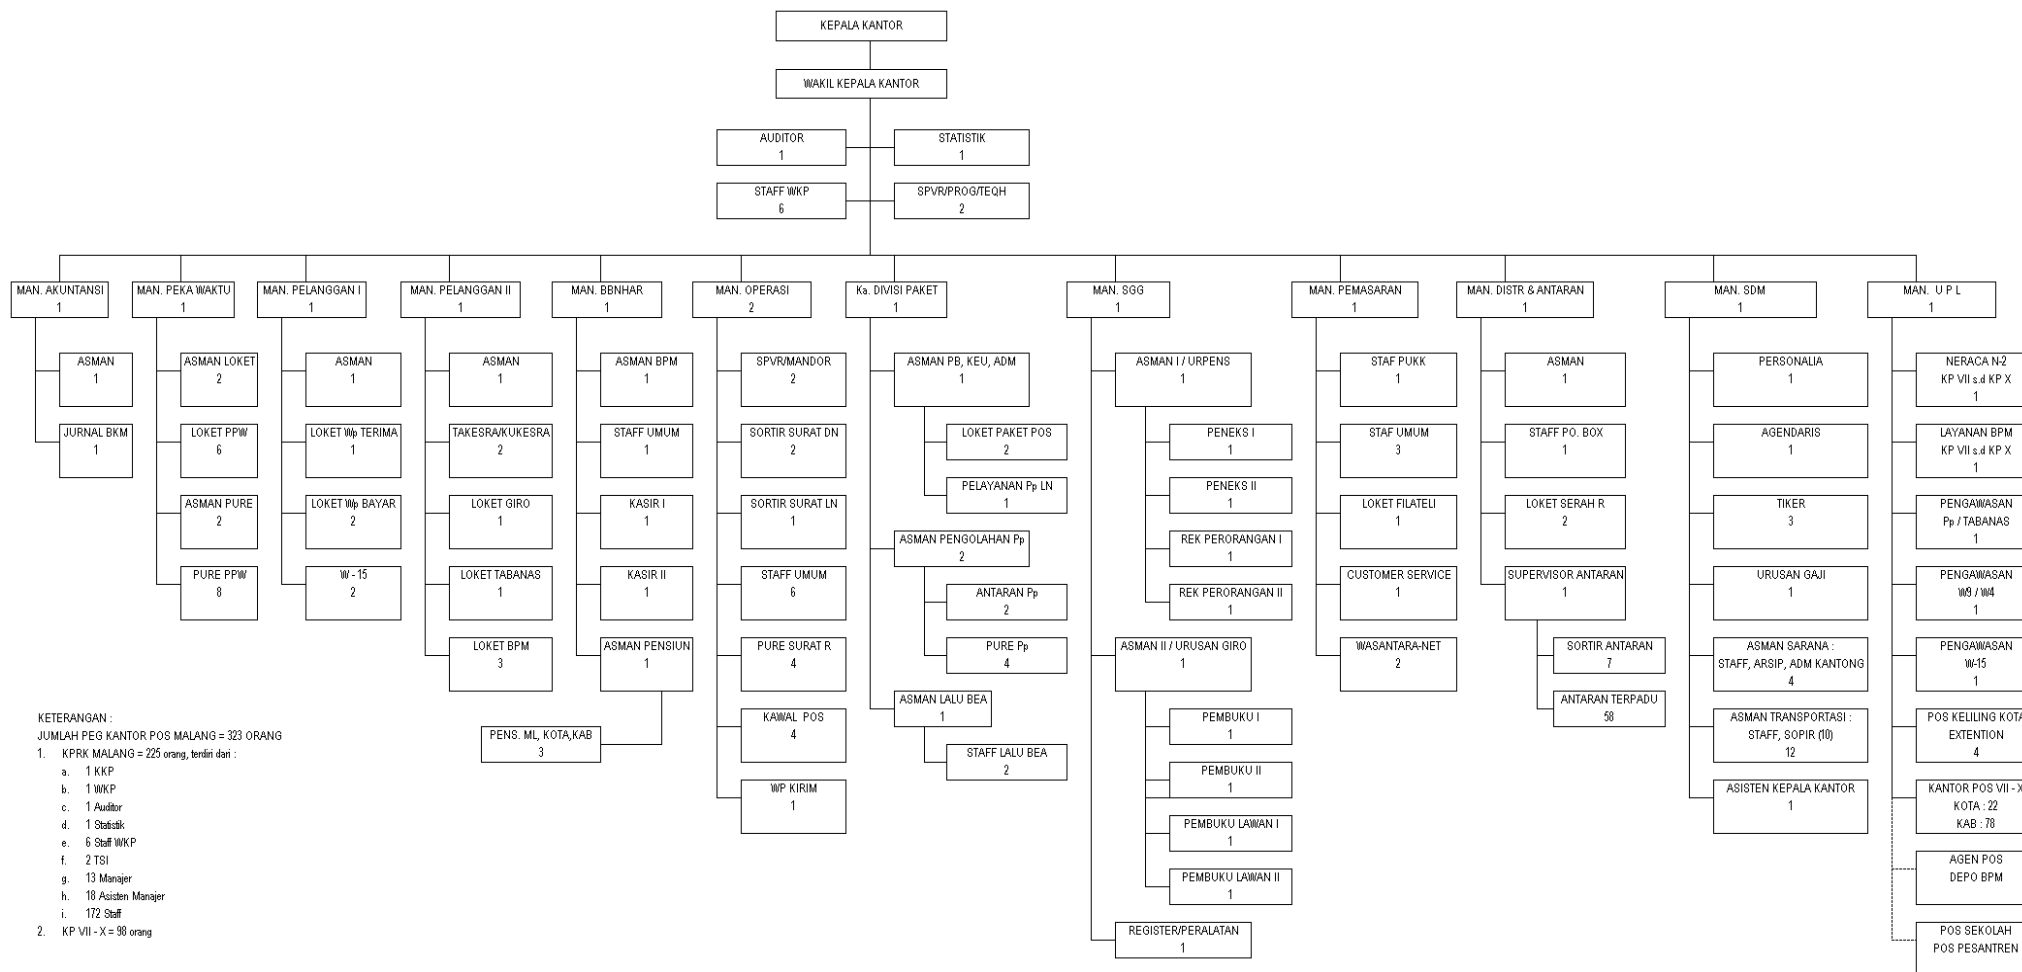 KEPALA KANTOR
WAKIL KEPALA KANTOR
AUDITOR
1
STATISTIK
1
STAFF WKP
6
SPVR/PROG/TEQH
2
MAN. AKUNTANSI
1
ASMAN
1
JURNAL BKM
1
MAN. PEKA WAKTU
1
ASMAN LOKET
2
LOKET PPW
6
ASMAN PURE
2
PURE PPW
8
MAN. PELANGGAN I
1
ASMAN
1
LOKET Wp TERIMA
1
LOKET Wp BAYAR
2
W - 15
2
MAN. PELANGGAN II
1
ASMAN
1
TAKESRA/KUKESRA
2
LOKET GIRO
1
LOKET TABANAS
1
LOKET BPM
3
MAN. BBNHAR
1
ASMAN BPM
1
STAFF UMUM
1
KASIR I
1
KASIR II
1
ASMAN PENSIUN
1
PENS. ML, KOTA,KAB
3
MAN. OPERASI
2
SPVR/MANDOR
2
SORTIR SURAT DN
2
SORTIR SURAT LN
1
STAFF UMUM
6
PURE SURAT R
4
KAWAL POS
4
WP KIRIM
1
Ka. DIVISI PAKET
1
ASMAN PB, KEU, ADM
1
LOKET PAKET POS
2
PELAYANAN Pp LN
1
ASMAN PENGOLAHAN Pp
2
ANTARAN Pp
2
PURE Pp
4
ASMAN LALU BEA
1
STAFF LALU BEA
2
MAN. SGG
1
ASMAN I / URPENS
1
PENEKS I
1
PENEKS II
1
REK PERORANGAN I
1
REK PERORANGAN II
1
ASMAN II / URUSAN GIRO
1
PEMBUKU I
1
PEMBUKU II
1
PEMBUKU LAWAN I
1
PEMBUKU LAWAN II
1
REGISTER/PERALATAN
1
MAN. PEMASARAN
1
STAF PUKK
1
STAF UMUM
3
LOKET FILATELI
1
CUSTOMER SERVICE
1
WASANTARA-NET
2
MAN. DISTR & ANTARAN
1
ASMAN
1
STAFF PO. BOX
1
LOKET SERAH R
2
SUPERVISOR ANTARAN
1
SORTIR ANTARAN
7
ANTARAN TERPADU
58
MAN. SDM
1
PERSONALIA
1
AGENDARIS
1
TIKER
3
URUSAN GAJI
1
ASMAN SARANA :
STAFF, ARSIP, ADM KANTONG
4
ASMAN TRANSPORTASI :
STAFF, SOPIR (10)
12
ASISTEN KEPALA KANTOR
1
MAN. U P L
1
NERACA N-2
KP VII s.d KP X
1
LAYANAN BPM
KP VII s.d KP X
1
PENGAWASAN
Pp / TABANAS
1
PENGAWASAN
W9 / W4
1
PENGAWASAN
W-15
1
POS KELILING KOTA
EXTENTION
4
KANTOR POS VII - X
KOTA : 22
KAB : 78
AGEN POS
DEPO BPM
POS SEKOLAH
POS PESANTREN
KETERANGAN :
JUMLAH PEG KANTOR POS MALANG = 323 ORANG
1. KPRK MALANG = 225 orang, terdiri dari :
a. 1 KKP
b. 1 WKP
c. 1 Auditor
d. 1 Statistik
e. 6 Staff WKP
f. 2 TSI
g. 13 Manajer
h. 18 Asisten Manajer
i. 172 Staff
2. KP VII - X = 98 orang